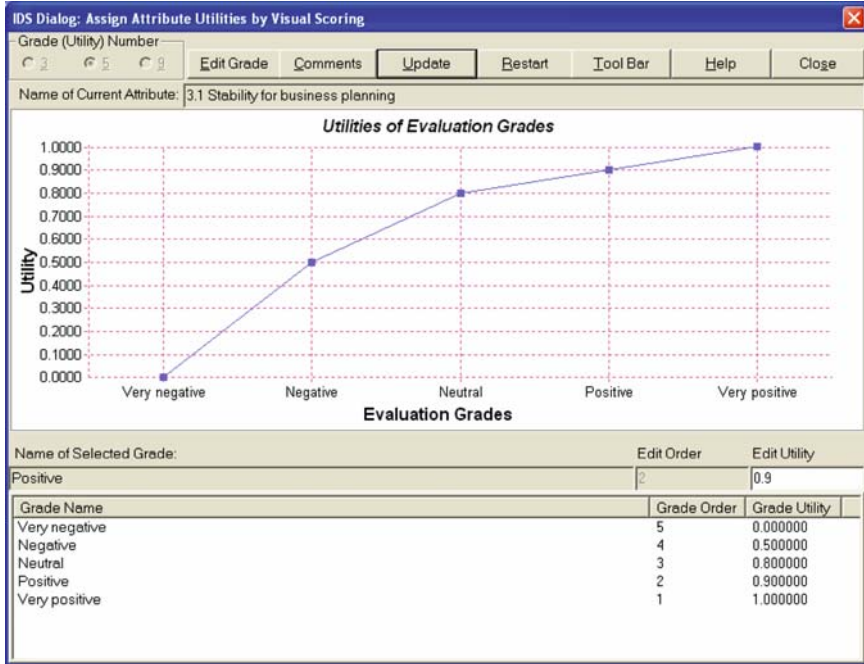 IDS Dialog: Assign Attribute Utilities by Visual Scoring
Grade (Utility) Number
3 5 9 Edit Grade Comments Update Restart Tool Bar Help Close
Name of Current Attribute: 3.1 Stability for business planning
Utilities of Evaluation Grades
1.0000
0.9000
0.8000
0.7000
0.6000
0.5000
0.4000
0.3000
0.2000
0.1000
0.0000
Utility
Very negative Negative Neutral Positive Very positive
Evaluation Grades
Name of Selected Grade: Edit Order Edit Utility
Positive 2 0.9
Grade Name Grade Order Grade Utility
Very negative 5 0.000000
Negative 4 0.500000
Neutral 3 0.800000
Positive 2 0.900000
Very positive 1 1.000000